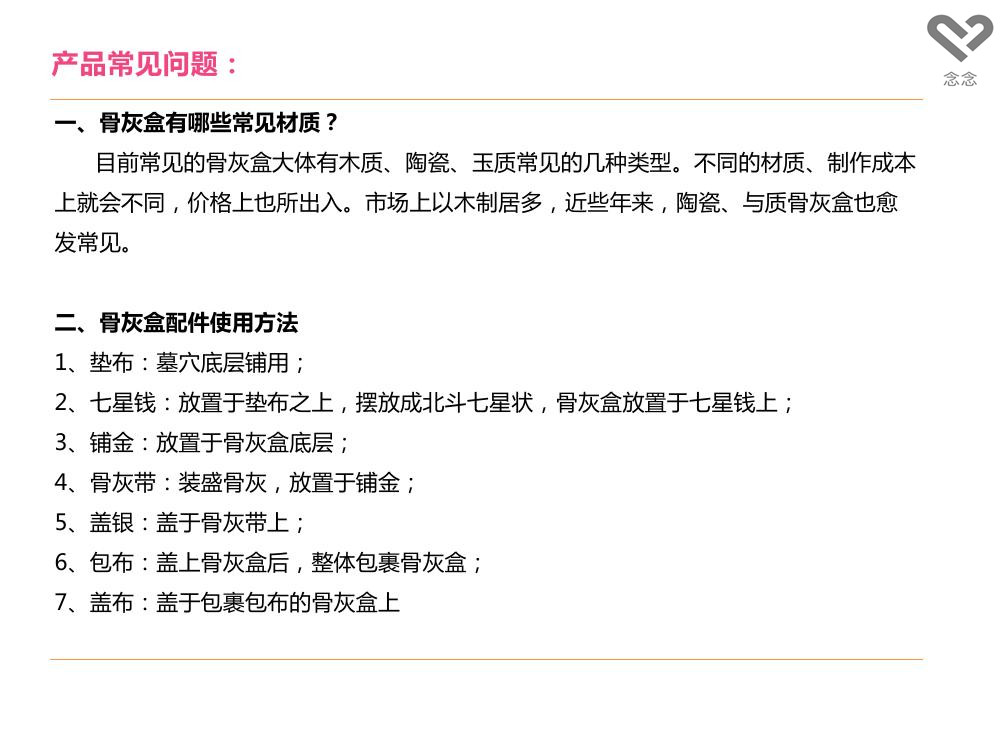 念念
产品常见问题：
一、骨灰盒有哪些常见材质？
目前常见的骨灰盒大体有木质、陶瓷、玉质常见的几种类型。不同的材质、制作成本
上就会不同，价格上也所出入。市场上以木制居多，近些年来，陶瓷、与质骨灰盒也愈
发常见。
二、骨灰盒配件使用方法
1、垫布：墓穴底层铺用；
2、七星钱：放置于垫布之上，摆放成北斗七星状，骨灰盒放置于七星钱上；
3、铺金：放置于骨灰盒底层；
4、骨灰带：装盛骨灰，放置于铺金；
5、盖银：盖于骨灰带上；
6、包布：盖上骨灰盒后，整体包裹骨灰盒；
7、盖布：盖于包裹包布的骨灰盒上